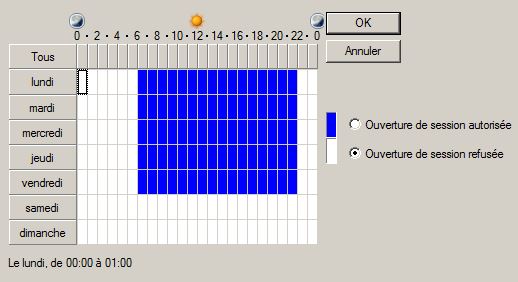 OK
0 · 2 · 4 · 6 · 8 · 10 · 12 · 14 · 16 · 18 · 20 · 22 · 0
Annuler
Tous
lundi
mardi
mercredi
jeudi
vendredi
samedi
dimanche
Ouverture de session autorisée
Ouverture de session refusée
Le lundi, de 00:00 à 01:00